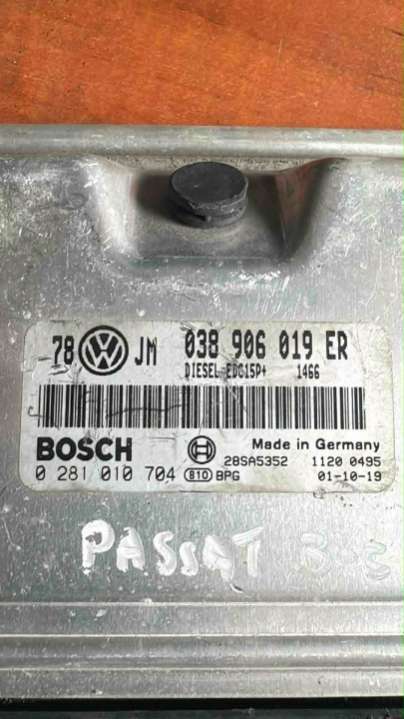 78 JM 038 906 019 ER
DIESEL EDC15P+ 1466
BOSCH Made in Germany
0 281 010 704 810 BPG 28SA5352 1120 0495
01-10-19
PASSAT